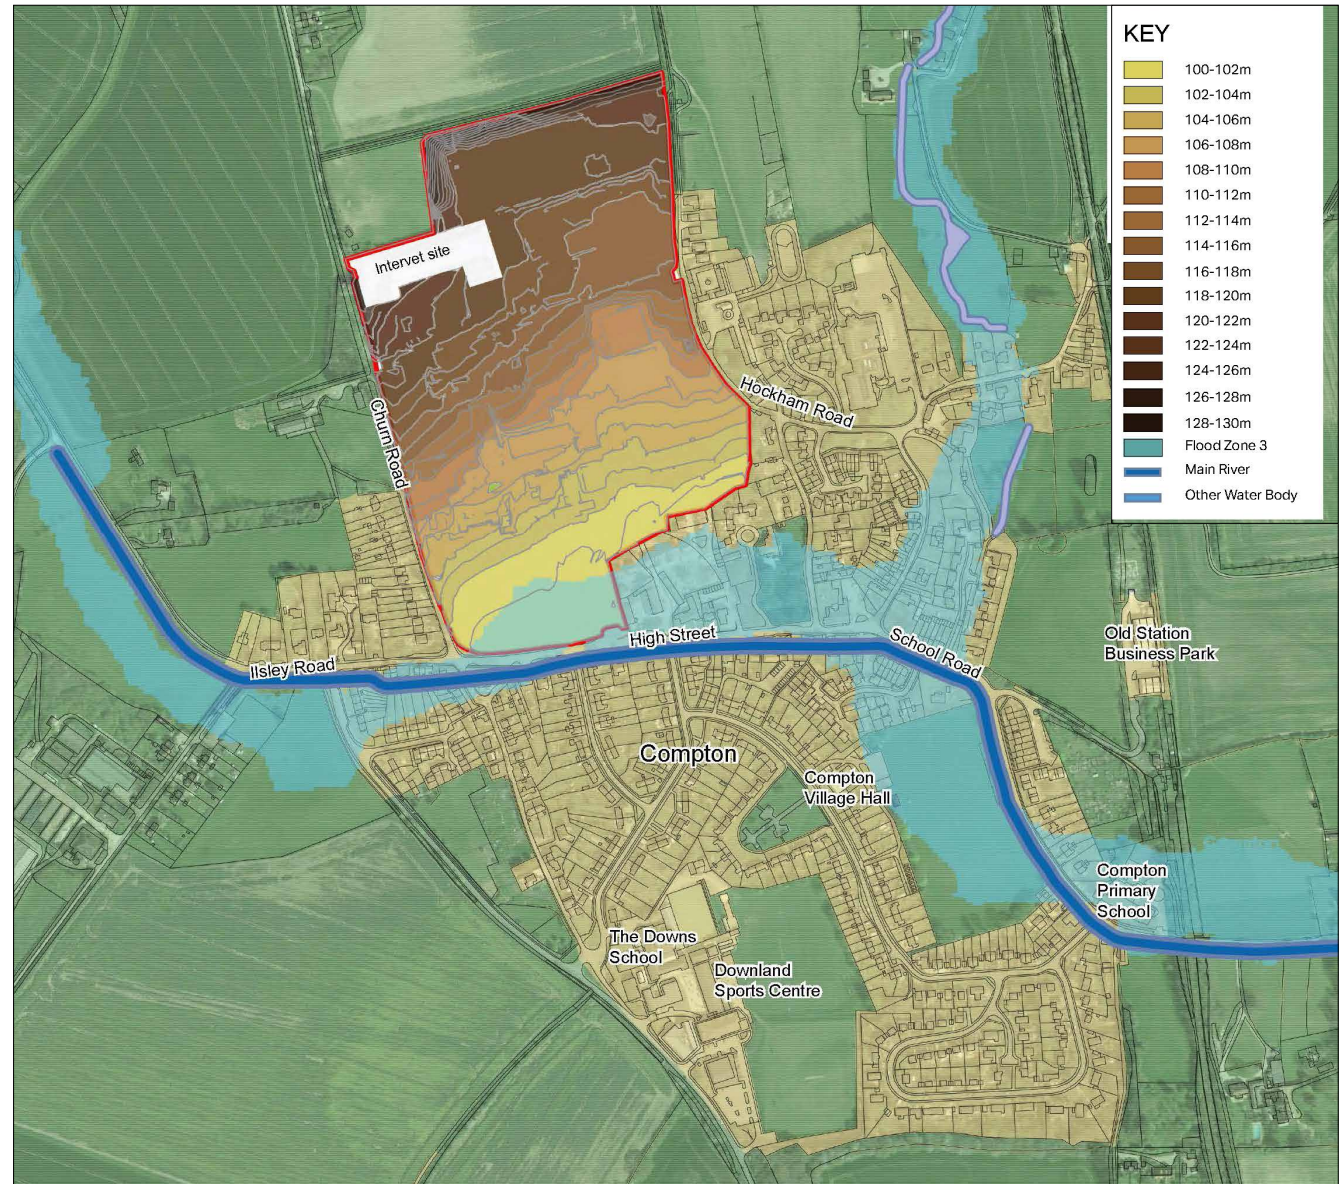 KEY
100-102m
102-104m
104-106m
106-108m
108-110m
110-112m
112-114m
114-116m
116-118m
118-120m
120-122m
122-124m
124-126m
126-128m
128-130m
Flood Zone 3
Main River
Other Water Body
Intervet site
Churn Road
Hockham Road
High Street
School Road
Ilsley Road
Old Station
Business Park
Compton
Compton
Village Hall
Compton
Primary
School
The Downs
School
Downland
Sports Centre